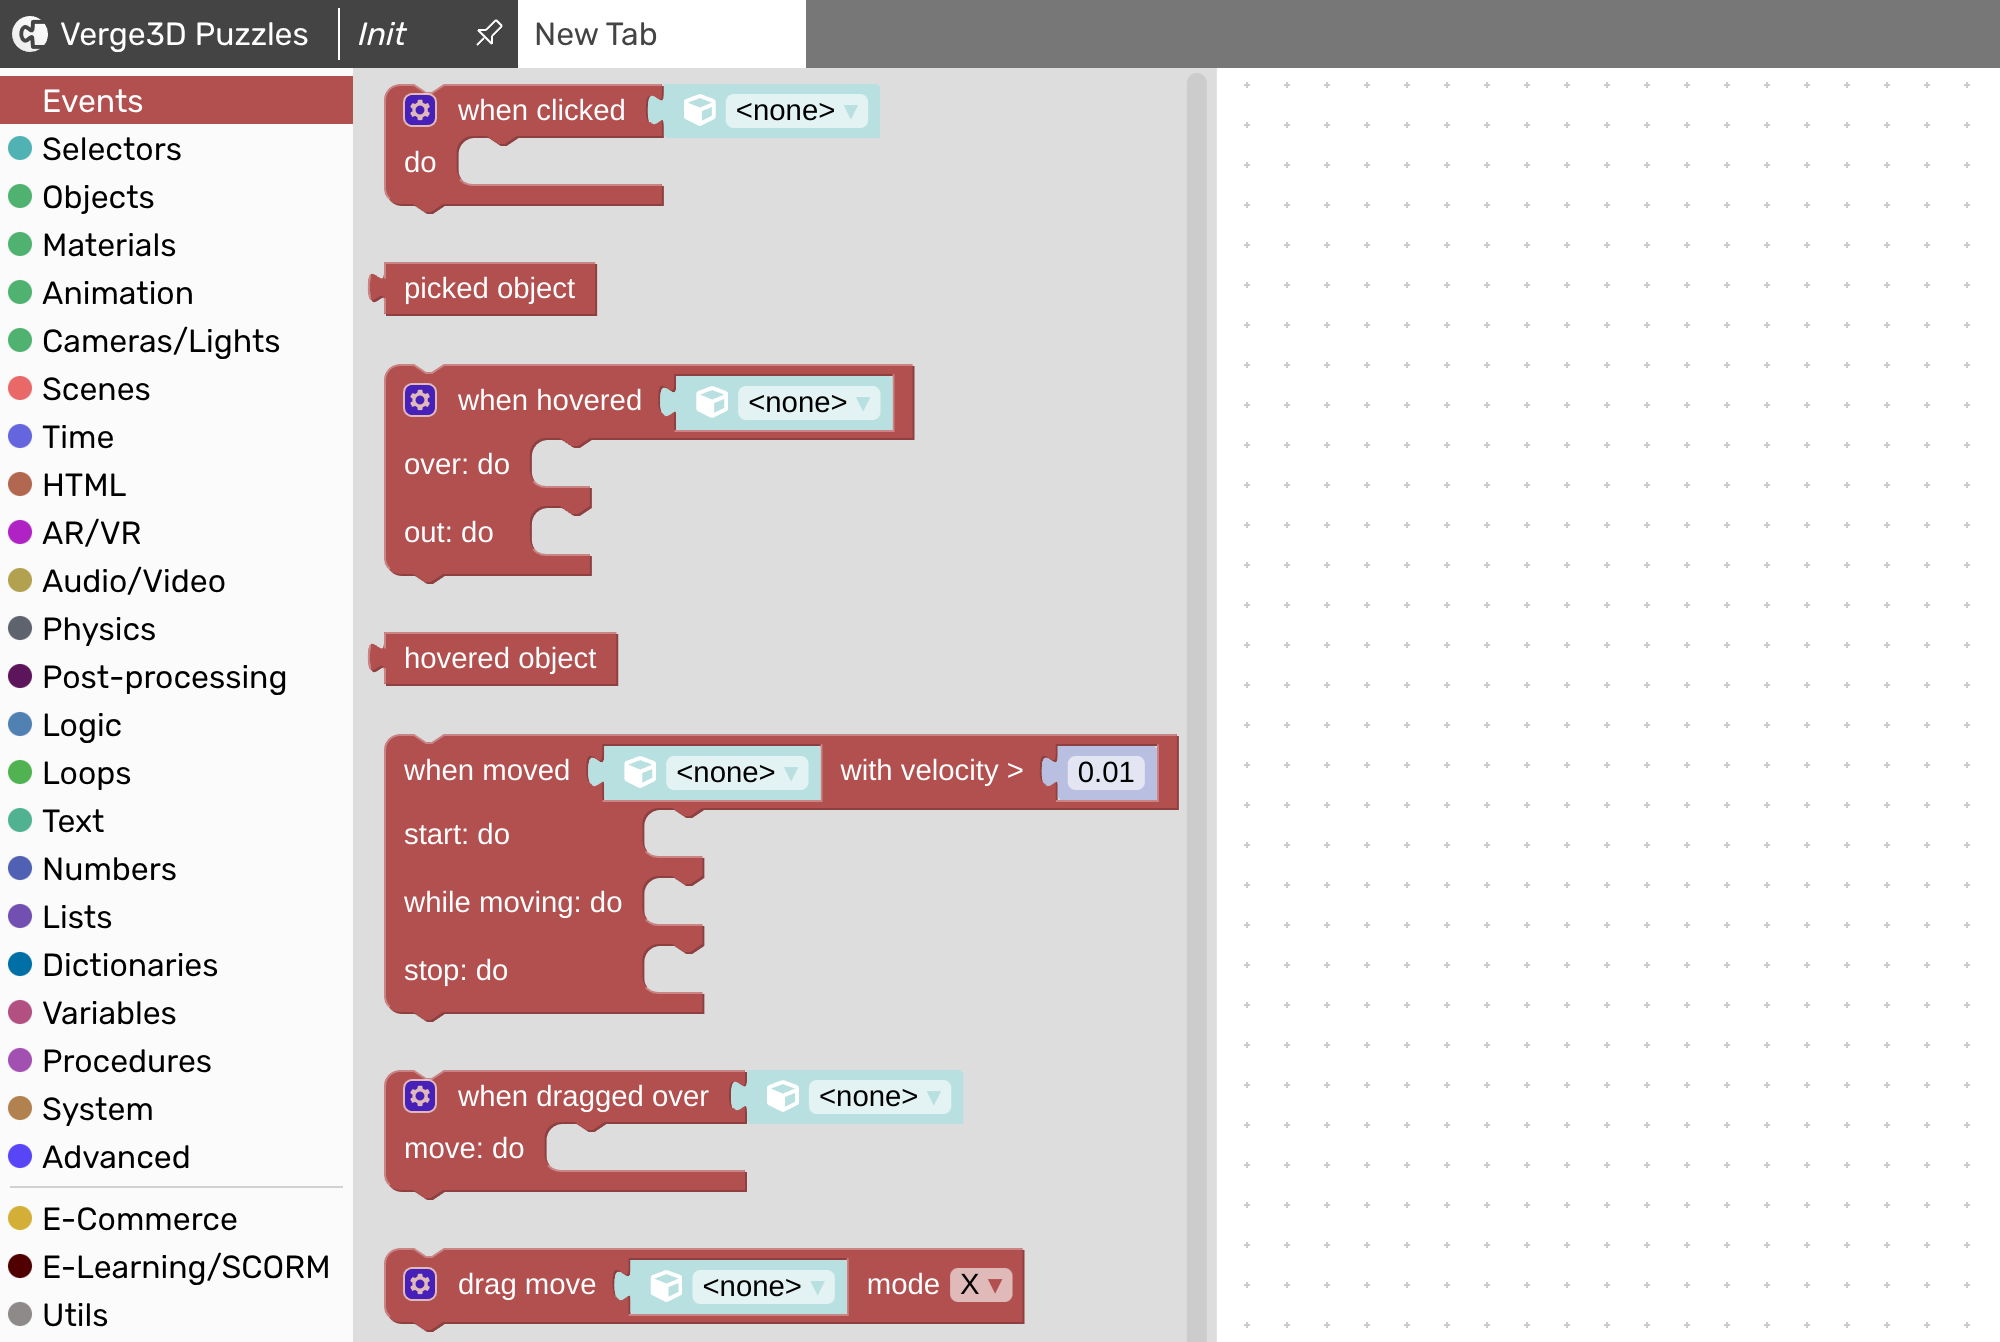 Verge3D Puzzles
Init
New Tab
Events
Selectors
Objects
Materials
Animation
Cameras/Lights
Scenes
Time
HTML
AR/VR
Audio/Video
Physics
Post-processing
Logic
Loops
Text
Numbers
Lists
Dictionaries
Variables
Procedures
System
Advanced
E-Commerce
E-Learning/SCORM
Utils
when clicked <none>
do
picked object
when hovered <none>
over: do
out: do
hovered object
when moved <none> with velocity > 0.01
start: do
while moving: do
stop: do
when dragged over <none>
move: do
drag move <none> mode X